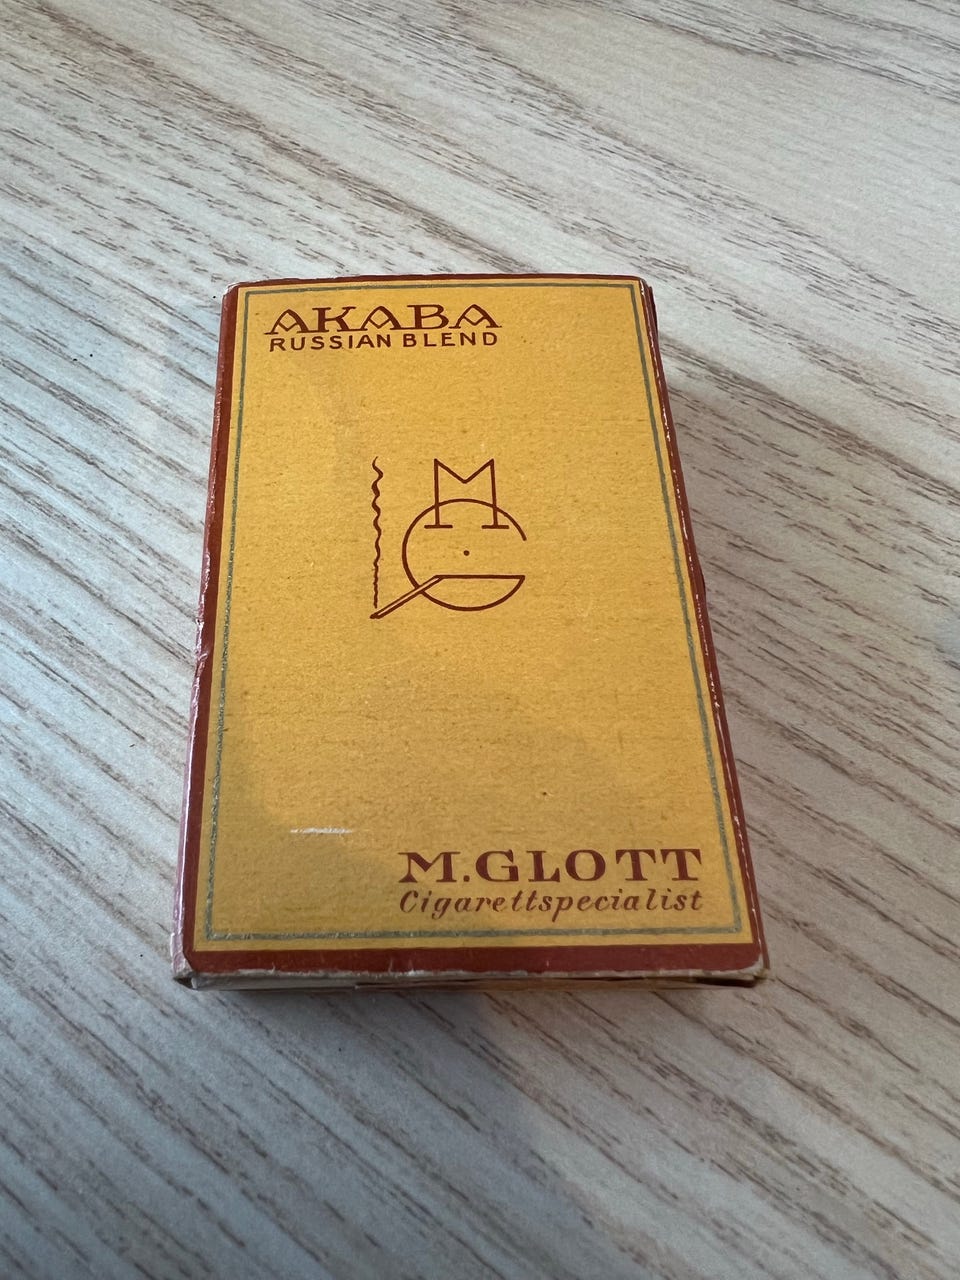 AKABA
RUSSIAN BLEND
M
G
M.GLOTT
Cigarettspecialist